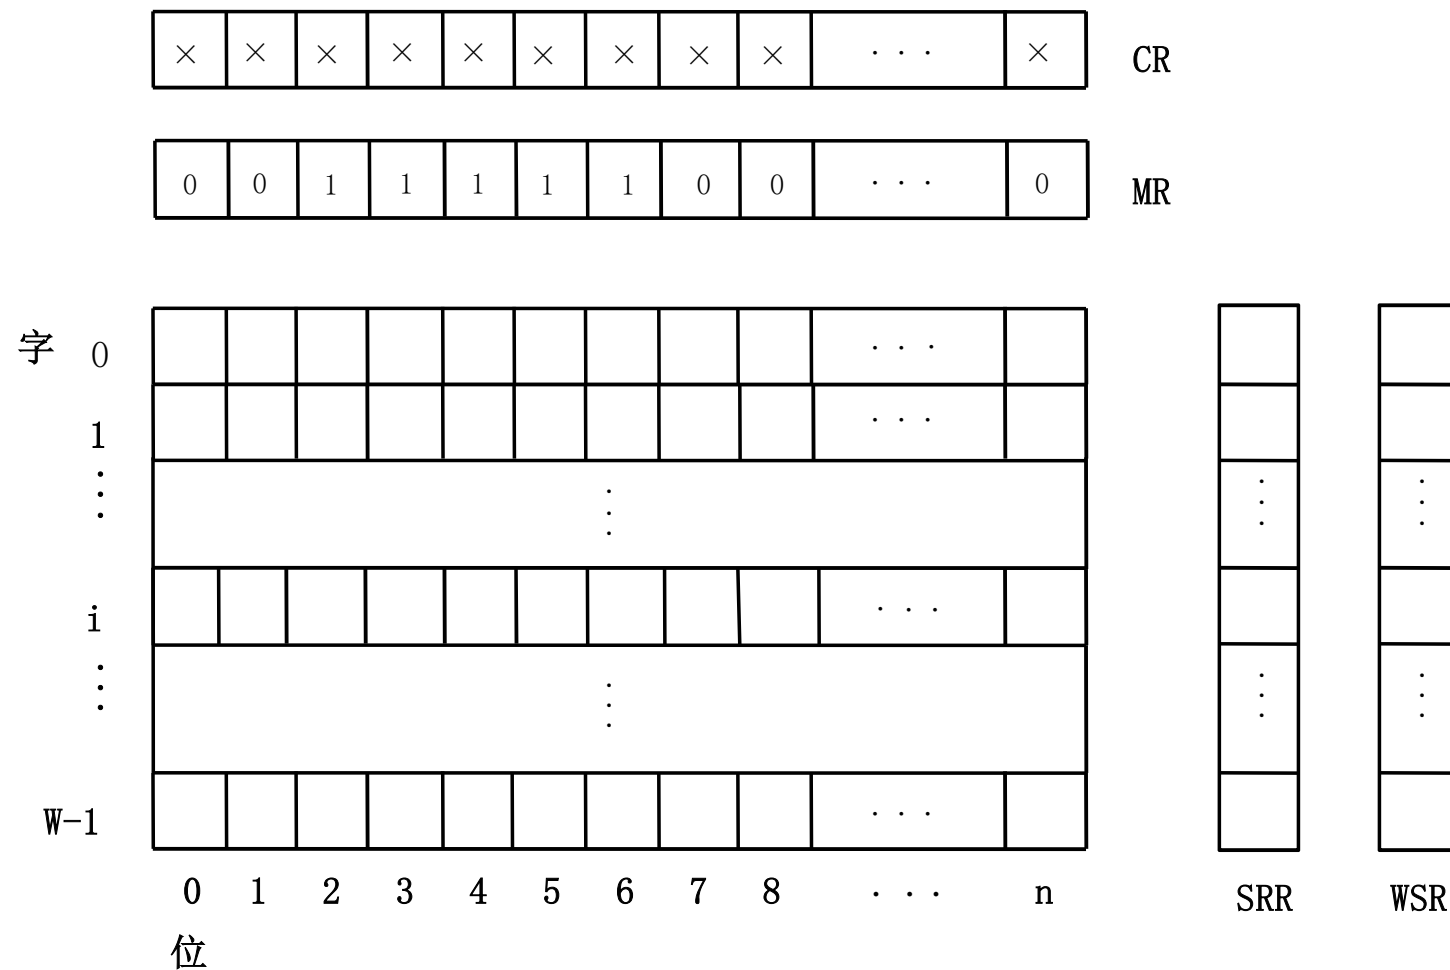 × × × × × × × × × ··· × CR
0 0 1 1 1 1 1 0 0 ··· 0 MR
字 0 ···
1 ···
⋮ ⋮ ⋮ ⋮
i ···
⋮ ⋮ ⋮ ⋮
W-1 ···
0 1 2 3 4 5 6 7 8 ··· n SRR WSR
位